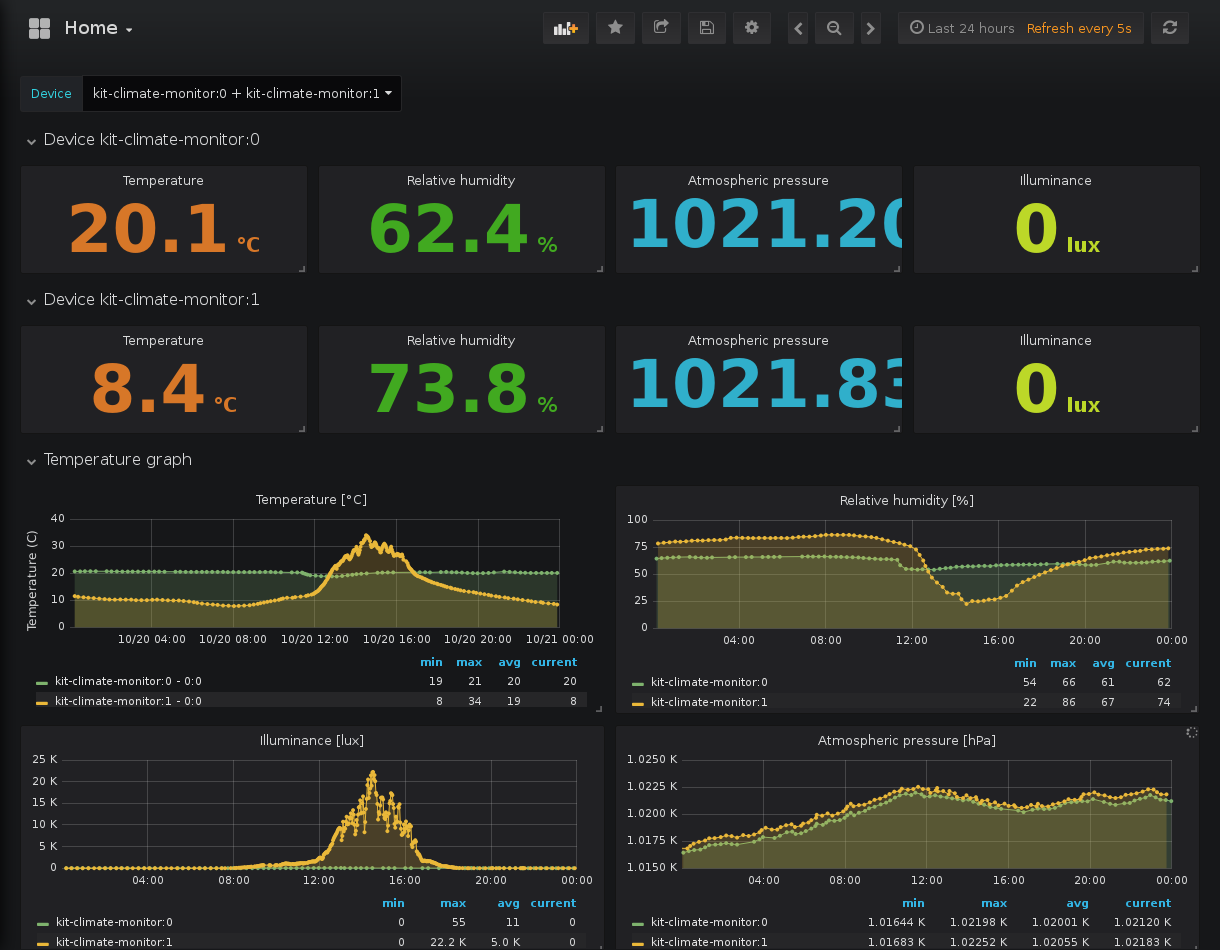 Home
Last 24 hours Refresh every 5s
Device kit-climate-monitor:0 + kit-climate-monitor:1
Device kit-climate-monitor:0
Temperature Relative humidity Atmospheric pressure Illuminance
20.1 °C 62.4 % 1021.20 0 lux
Device kit-climate-monitor:1
Temperature Relative humidity Atmospheric pressure Illuminance
8.4 °C 73.8 % 1021.83 0 lux
Temperature graph
Temperature [°C]
Temperature (C)
40
30
20
10
0
10/20 04:00 10/20 08:00 10/20 12:00 10/20 16:00 10/20 20:00 10/21 00:00
min max avg current
kit-climate-monitor:0 - 0:0 19 21 20 20
kit-climate-monitor:1 - 0:0 8 34 19 8
Relative humidity [%]
100
75
50
25
0
04:00 08:00 12:00 16:00 20:00 00:00
min max avg current
kit-climate-monitor:0 54 66 61 62
kit-climate-monitor:1 22 86 67 74
Illuminance [lux]
25 K
20 K
15 K
10 K
5 K
0
04:00 08:00 12:00 16:00 20:00 00:00
min max avg current
kit-climate-monitor:0 0 55 11 0
kit-climate-monitor:1 0 22.2 K 5.0 K 0
Atmospheric pressure [hPa]
1.0250 K
1.0225 K
1.0200 K
1.0175 K
1.0150 K
04:00 08:00 12:00 16:00 20:00 00:00
min max avg current
kit-climate-monitor:0 1.01644 K 1.02198 K 1.02001 K 1.02120 K
kit-climate-monitor:1 1.01683 K 1.02252 K 1.02055 K 1.02183 K